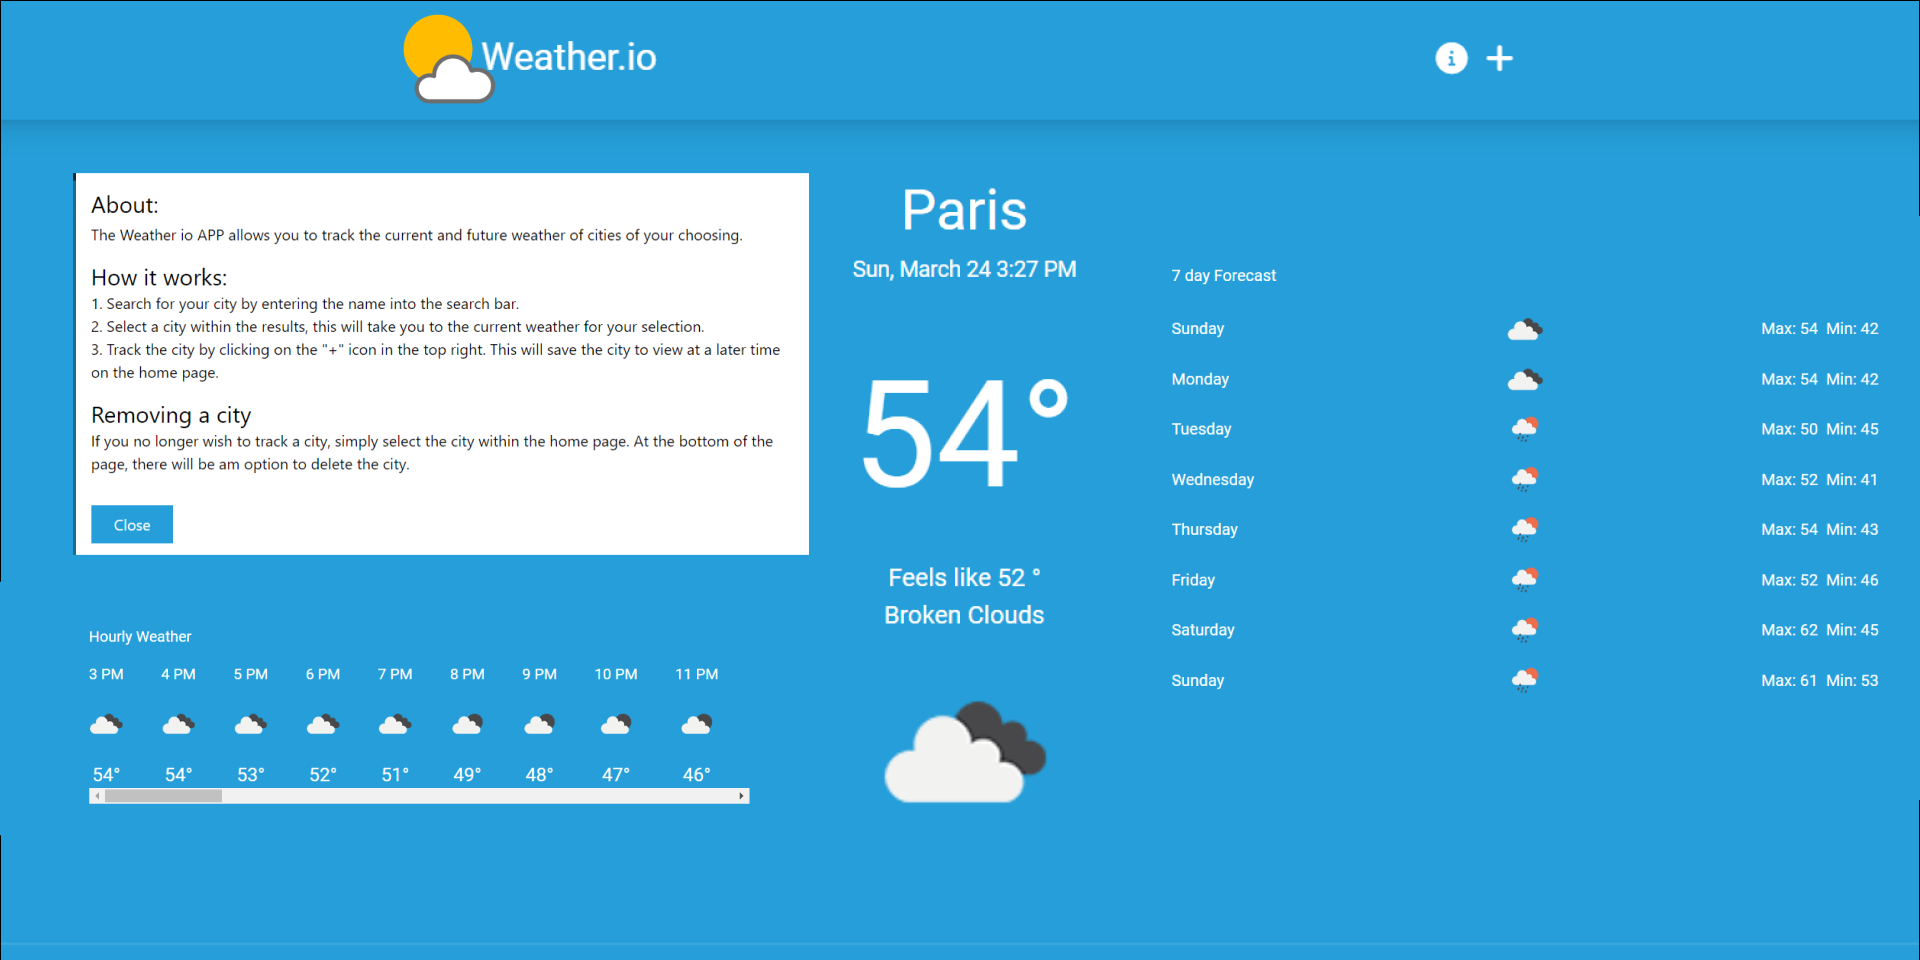 Weather.io
About:
The Weather io APP allows you to track the current and future weather of cities of your choosing.
How it works:
1. Search for your city by entering the name into the search bar.
2. Select a city within the results, this will take you to the current weather for your selection.
3. Track the city by clicking on the "+" icon in the top right. This will save the city to view at a later time
on the home page.
Removing a city
If you no longer wish to track a city, simply select the city within the home page. At the bottom of the
page, there will be am option to delete the city.
Close
Hourly Weather
3 PM 4 PM 5 PM 6 PM 7 PM 8 PM 9 PM 10 PM 11 PM
54° 54° 53° 52° 51° 49° 48° 47° 46°
Paris
Sun, March 24 3:27 PM
54°
Feels like 52 °
Broken Clouds
7 day Forecast
Sunday Max: 54 Min: 42
Monday Max: 54 Min: 42
Tuesday Max: 50 Min: 45
Wednesday Max: 52 Min: 41
Thursday Max: 54 Min: 43
Friday Max: 52 Min: 46
Saturday Max: 62 Min: 45
Sunday Max: 61 Min: 53